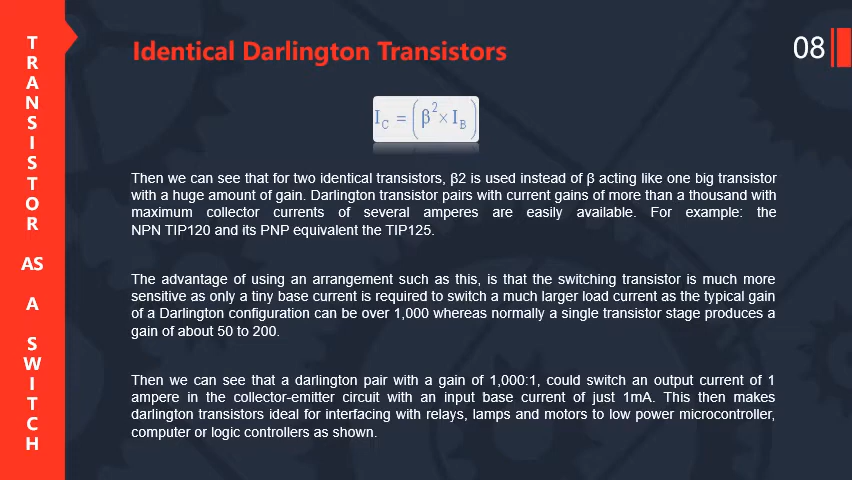 TRANSISTOR
AS
A
SWITCH
Identical Darlington Transistors
08
I_C = (β² × I_B)
Then we can see that for two identical transistors, β2 is used instead of β acting like one big transistor
with a huge amount of gain. Darlington transistor pairs with current gains of more than a thousand with
maximum collector currents of several amperes are easily available. For example: the
NPN TIP120 and its PNP equivalent the TIP125.
The advantage of using an arrangement such as this, is that the switching transistor is much more
sensitive as only a tiny base current is required to switch a much larger load current as the typical gain
of a Darlington configuration can be over 1,000 whereas normally a single transistor stage produces a
gain of about 50 to 200.
Then we can see that a darlington pair with a gain of 1,000:1, could switch an output current of 1
ampere in the collector-emitter circuit with an input base current of just 1mA. This then makes
darlington transistors ideal for interfacing with relays, lamps and motors to low power microcontroller,
computer or logic controllers as shown.